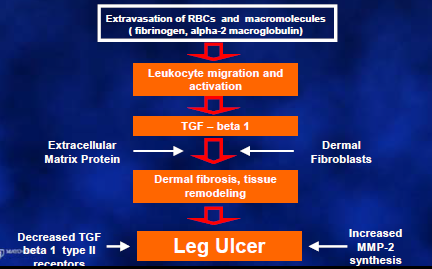 Extravasation of RBCs and macromolecules
( fibrinogen, alpha-2 macroglobulin)
Leukocyte migration and
activation
TGF – beta 1
Extracellular
Matrix Protein
Dermal
Fibroblasts
Dermal fibrosis, tissue
remodeling
Decreased TGF
beta 1 type II
receptors
Leg Ulcer
Increased
MMP-2
synthesis